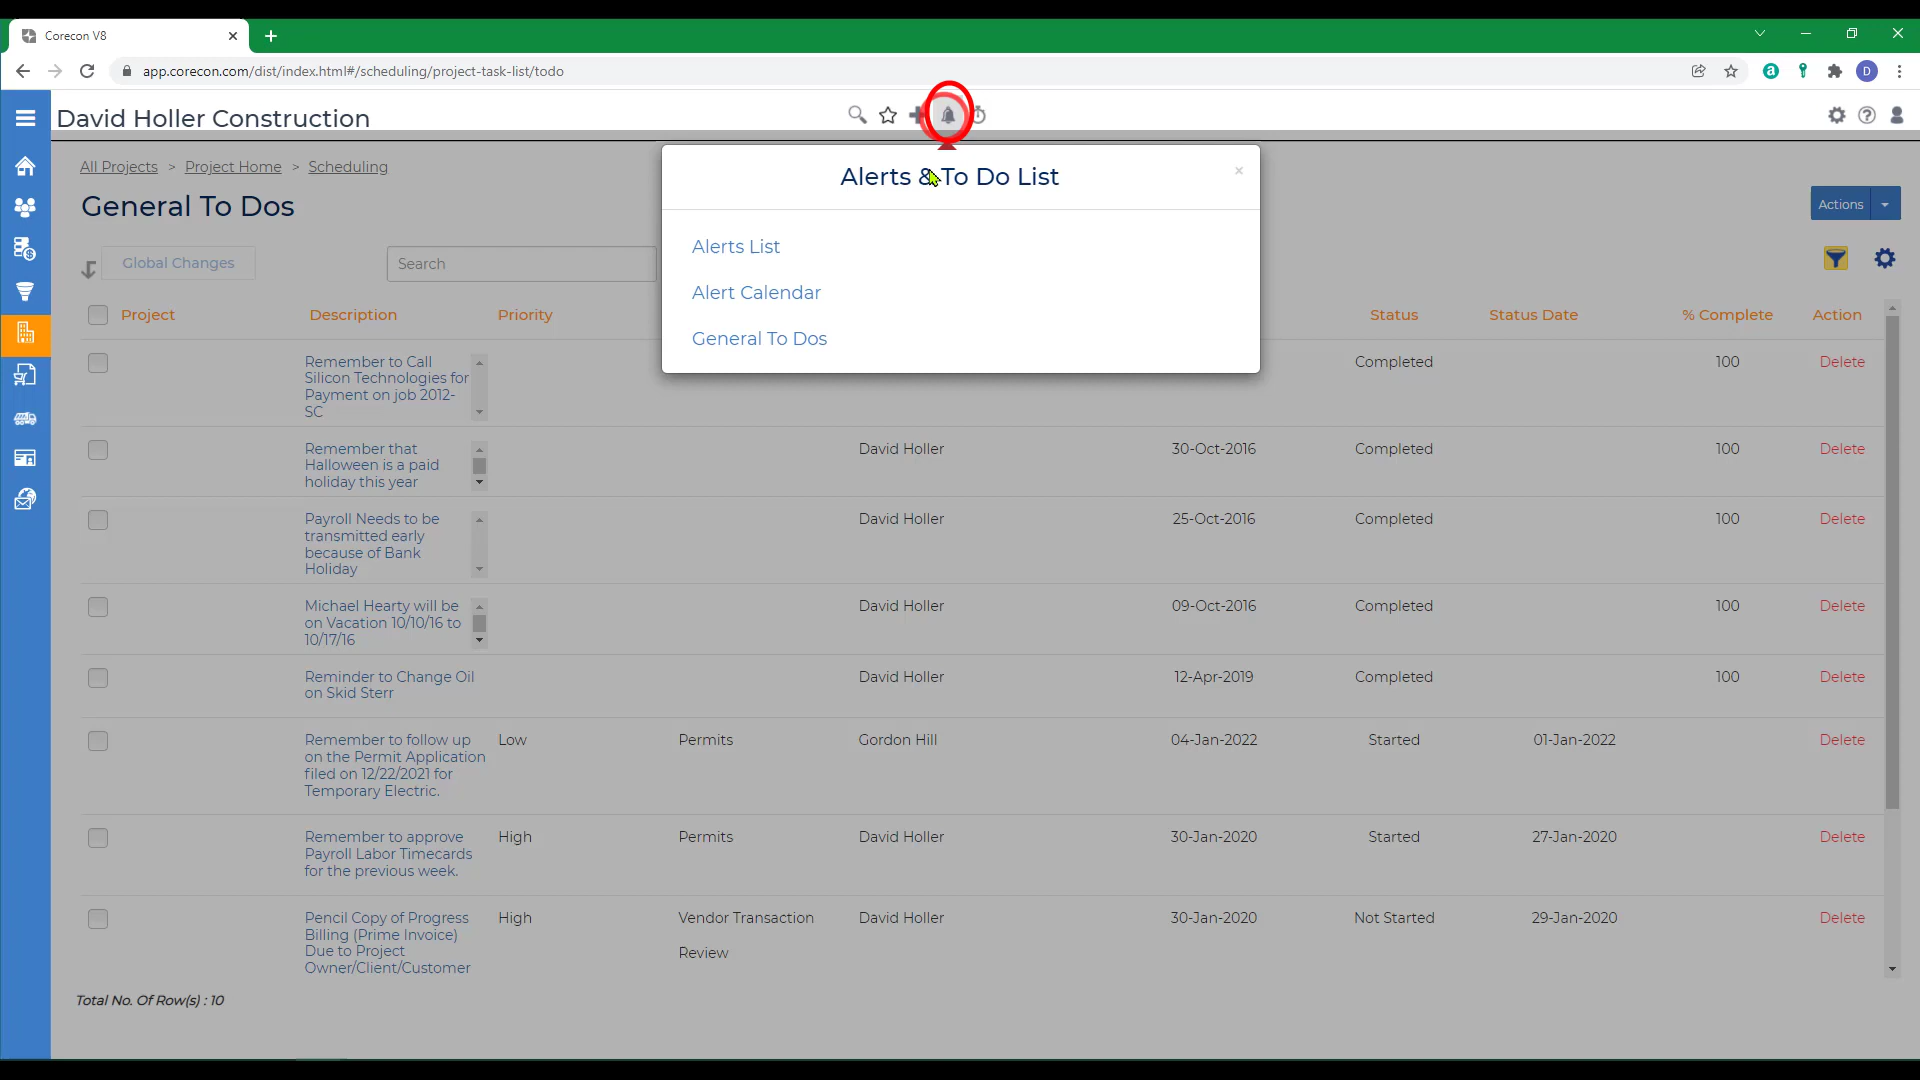 Corecon V8
app.corecon.com/dist/index.html#/scheduling/project-task-list/todo
D
David Holler Construction
All Projects > Project Home > Scheduling
General To Dos
Actions
Global Changes
Search
Alerts & To Do List
×
Alerts List
Alert Calendar
General To Dos
Project Description Priority Status Status Date % Complete Action
Remember to Call
Silicon Technologies for
Payment on job 2012-
SC
Completed 100 Delete
Remember that
Halloween is a paid
holiday this year
David Holler 30-Oct-2016 Completed 100 Delete
Payroll Needs to be
transmitted early
because of Bank
Holiday
David Holler 25-Oct-2016 Completed 100 Delete
Michael Hearty will be
on Vacation 10/10/16 to
10/17/16
David Holler 09-Oct-2016 Completed 100 Delete
Reminder to Change Oil
on Skid Sterr
David Holler 12-Apr-2019 Completed 100 Delete
Remember to follow up
on the Permit Application
filed on 12/22/2021 for
Temporary Electric.
Low Permits Gordon Hill 04-Jan-2022 Started 01-Jan-2022 Delete
Remember to approve
Payroll Labor Timecards
for the previous week.
High Permits David Holler 30-Jan-2020 Started 27-Jan-2020 Delete
Pencil Copy of Progress
Billing (Prime Invoice)
Due to Project
Owner/Client/Customer
High Vendor Transaction
Review
David Holler 30-Jan-2020 Not Started 29-Jan-2020 Delete
Total No. Of Row(s) : 10